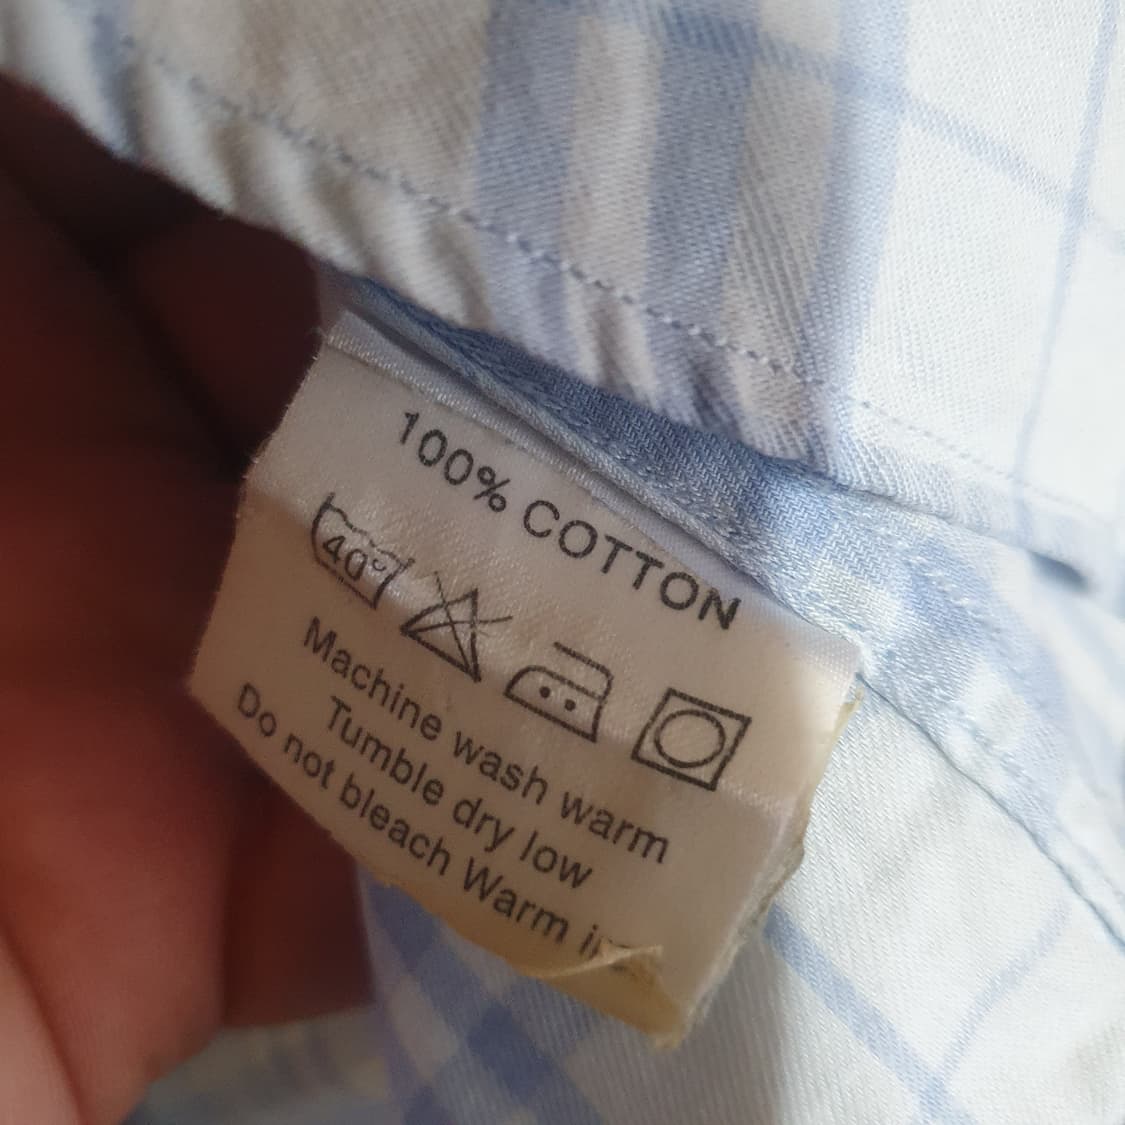 100% COTTON
40°
Machine wash warm
Tumble dry low
Do not bleach Warm